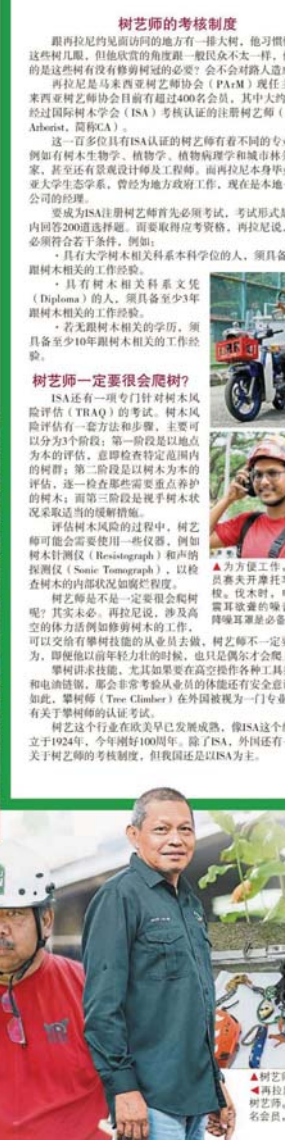 树艺师的考核制度
跟再拉尼约见面访问的地方有一排大树，他习惯
这些树几眼，但他欣赏的角度跟一般民众不太一样，
的是这些树有没有修剪树冠的必要？会不会对路人造
再拉尼是马来西亚树艺师协会（PArM）现任主
来西亚树艺师协会目前有超过400名会员，其中大约
经过国际树木学会（ISA）考核认证的注册树艺师（
Arborist，简称CA）。
这一百多位具有ISA认证的树艺师有着不同的专
例如有树木生物学、植物学、植物病理学和城市林
家，甚至还有景观设计师及工程师。而再拉尼本身毕
亚大学生态学系，曾经为地方政府工作，现在是本地
公司的经理。
要成为ISA注册树艺师首先必须考试，考试形式是
内回答200道选择题。而要取得应考资格，再拉尼说，
必须符合若干条件，例如：
·具有大学树木相关科系本科学位的人，须具备
跟树木相关的工作经验。
·具有树木相关科系文凭
（Diploma）的人，须具备至少3年
跟树木相关的工作经验。
·若无跟树木相关的学历，须
具备至少10年跟树木相关的工作经
验。
树艺师一定要很会爬树？
ISA还有一项专门针对树木风
险评估（TRAQ）的考试。树木风
险评估有一套方法和步骤，主要可
以分为3个阶段：第一阶段是以地点
为本的评估，意即检查特定范围内
的树群；第二阶段是以树木为本的
评估，逐一检查那些需要重点养护
的树木；而第三阶段是视乎树木状
况采取适当的缓解措施。
评估树木风险的过程中，树艺
师可能会需要使用一些仪器，例如
树木针测仪（Resistograph）和声纳
探测仪（Sonic Tomograph），以检
查树木的内部状况如腐烂程度。
树艺师是不是一定要很会爬树
呢？其实未必。再拉尼说，涉及高
空的体力活例如修剪树木的工作，
可以交给有攀树技能的从业员去做，树艺师不一定
为，即便他以前年轻力壮的时候，也只是偶尔才会爬
攀树讲求技能，尤其如果要在高空操作各种工具
和电油链锯，那会非常考验从业员的体能还有安全意
如此，攀树师（Tree Climber）在外国被视为一门专业
有关于攀树师的认证考试。
树艺这个行业在欧美早已发展成熟，像ISA这个
立于1924年，今年刚好100周年。除了ISA，外国还有一
关于树艺师的考核制度，但我国还是以ISA为主。
▲为方便工作，
员赛夫开摩托
梭。伐木时，
震耳欲聋的噪
降噪耳罩是必备
▲树艺师
◄再拉
树艺师。
名会员，